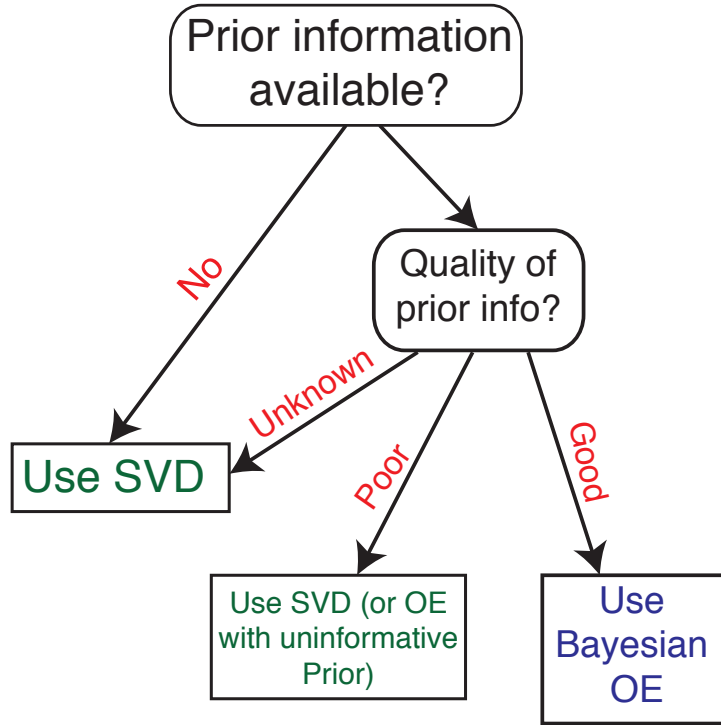 Prior information
available?
No
Quality of
prior info?
Unknown
Poor
Good
Use SVD
Use SVD (or OE
with uninformative
Prior)
Use
Bayesian
OE